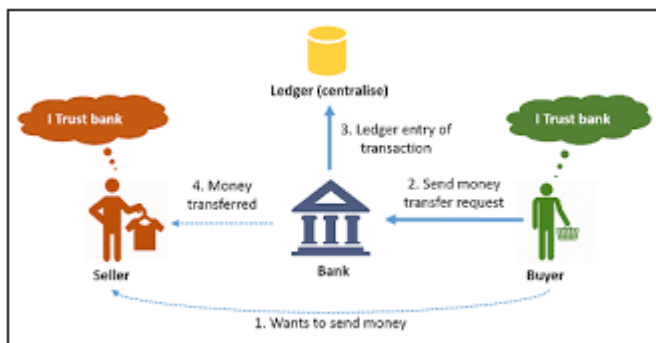 Ledger (centralise)
I Trust bank
I Trust bank
3. Ledger entry of
transaction
4. Money
transferred
2. Send money
transfer request
Seller
Bank
Buyer
1. Wants to send money